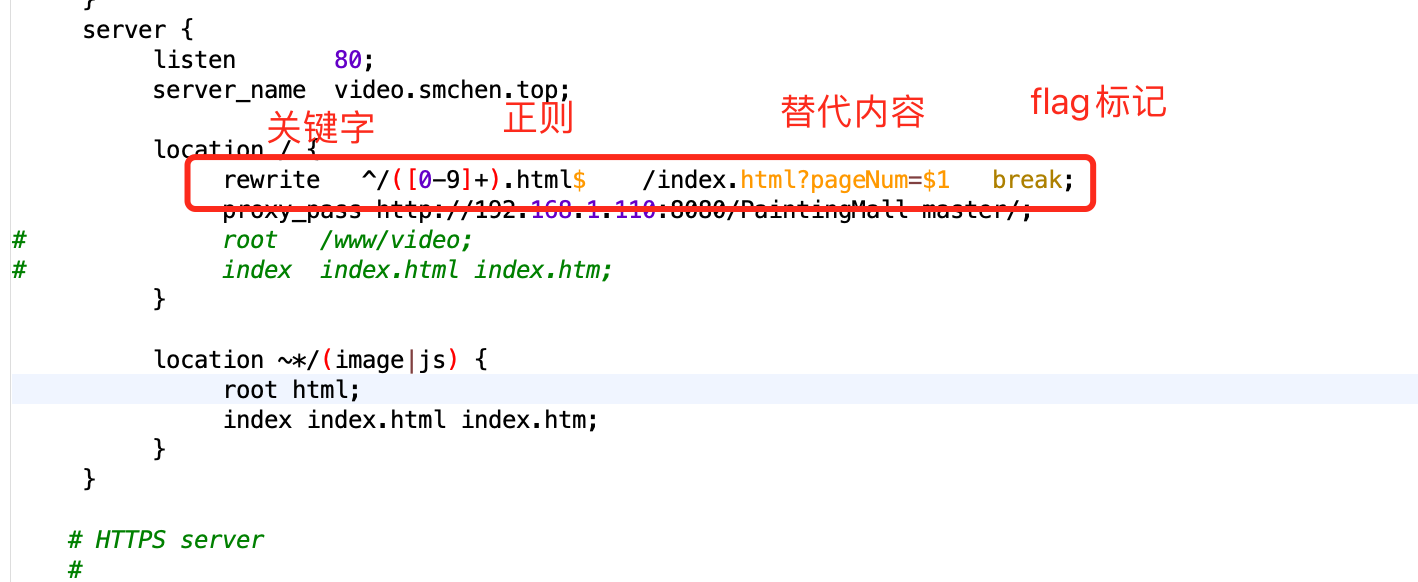 }
server {
listen 80;
server_name video.smchen.top;
关键字 正则 替代内容 flag标记
location / {
rewrite ^/([0-9]+).html$ /index.html?pageNum=$1 break;
proxy_pass http://192.168.1.110:8080/PaintingMall-master/;
# root /www/video;
# index index.html index.htm;
}
location ~*/(image|js) {
root html;
index index.html index.htm;
}
}
# HTTPS server
#